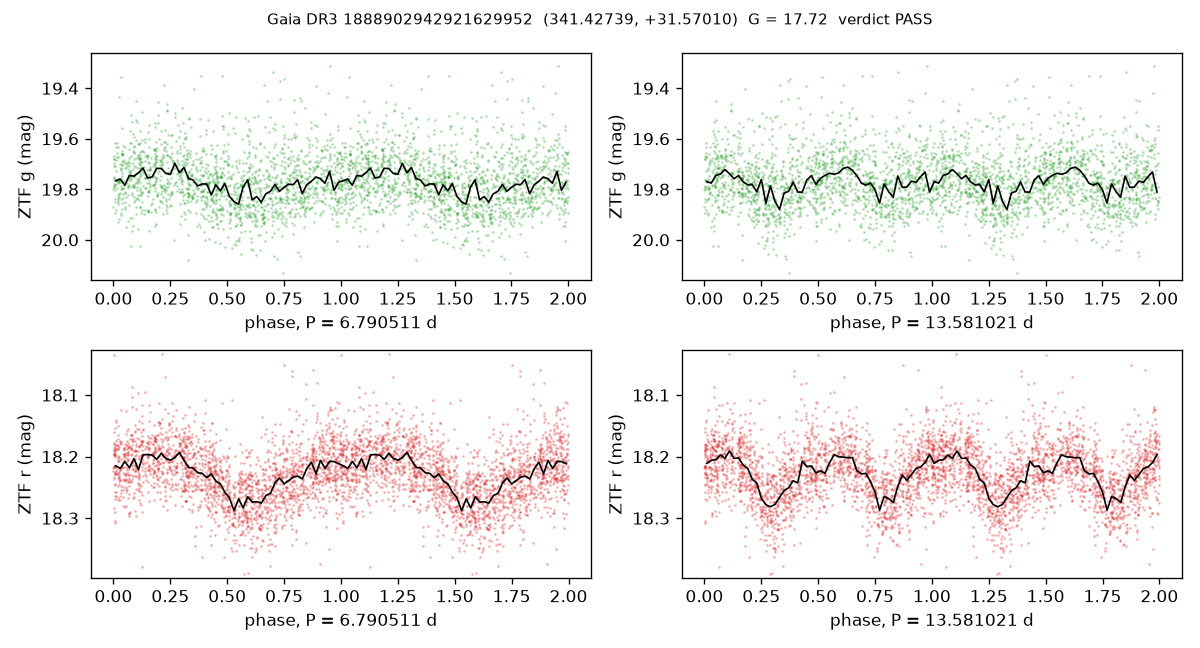 Gaia DR3 1888902942921629952 (341.42739, +31.57010) G = 17.72 verdict PASS
ZTF g (mag)
19.4
19.6
19.8
20.0
0.00 0.25 0.50 0.75 1.00 1.25 1.50 1.75 2.00
phase, P = 6.790511 d
ZTF g (mag)
19.4
19.6
19.8
20.0
0.00 0.25 0.50 0.75 1.00 1.25 1.50 1.75 2.00
phase, P = 13.581021 d
ZTF r (mag)
18.1
18.2
18.3
0.00 0.25 0.50 0.75 1.00 1.25 1.50 1.75 2.00
phase, P = 6.790511 d
ZTF r (mag)
18.1
18.2
18.3
0.00 0.25 0.50 0.75 1.00 1.25 1.50 1.75 2.00
phase, P = 13.581021 d